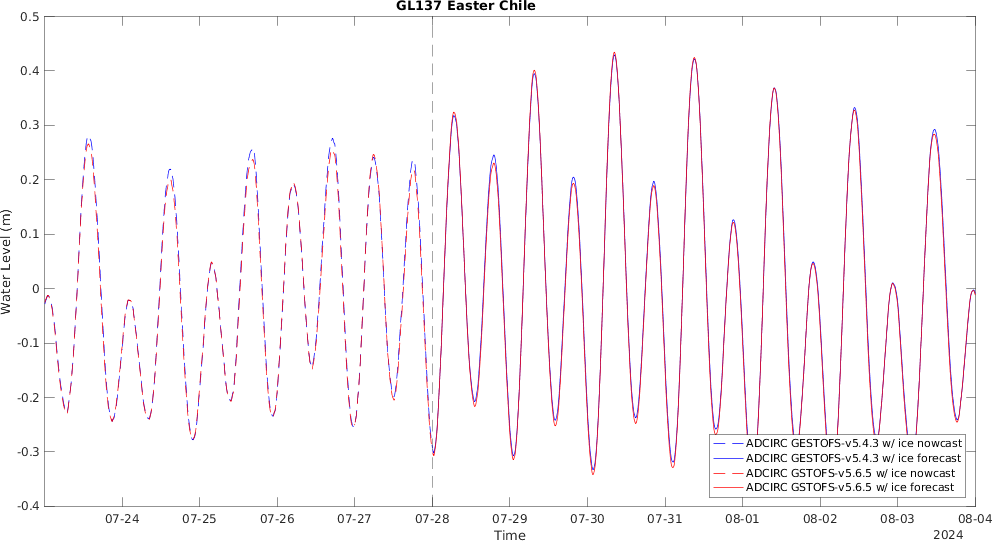 GL137 Easter Chile
0.5
0.4
0.3
0.2
0.1
0
-0.1
-0.2
-0.3
-0.4
Water Level (m)
ADCIRC GESTOFS-v5.4.3 w/ ice nowcast
ADCIRC GESTOFS-v5.4.3 w/ ice forecast
ADCIRC GSTOFS-v5.6.5 w/ ice nowcast
ADCIRC GSTOFS-v5.6.5 w/ ice forecast
07-24 07-25 07-26 07-27 07-28 07-29 07-30 07-31 08-01 08-02 08-03 08-04
Time
2024